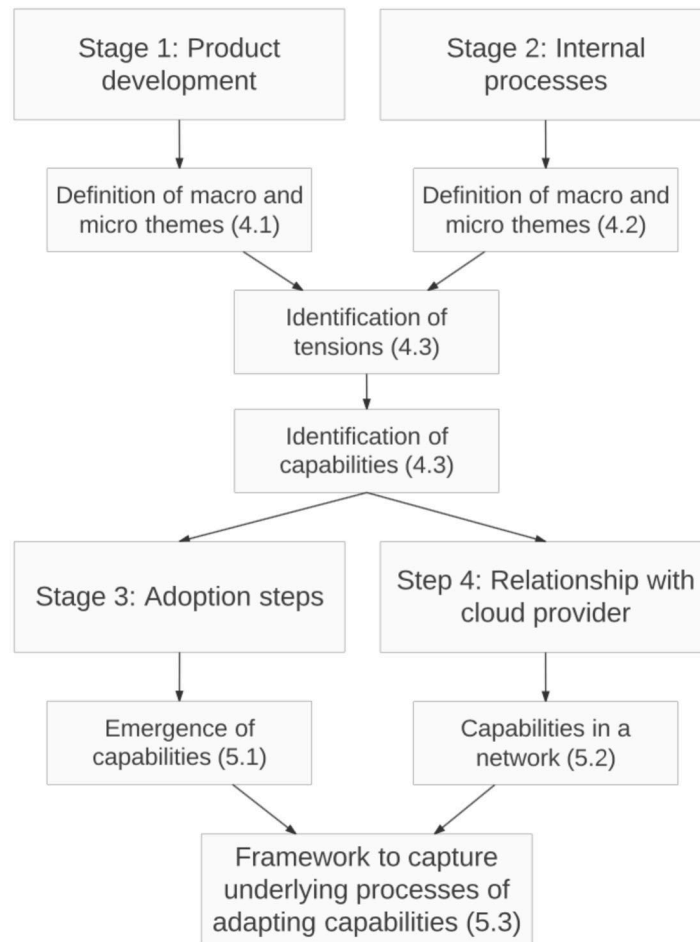 Stage 1: Product
development
Stage 2: Internal
processes
Definition of macro and
micro themes (4.1)
Definition of macro and
micro themes (4.2)
Identification of
tensions (4.3)
Identification of
capabilities (4.3)
Stage 3: Adoption steps
Step 4: Relationship with
cloud provider
Emergence of
capabilities (5.1)
Capabilities in a
network (5.2)
Framework to capture
underlying processes of
adapting capabilities (5.3)